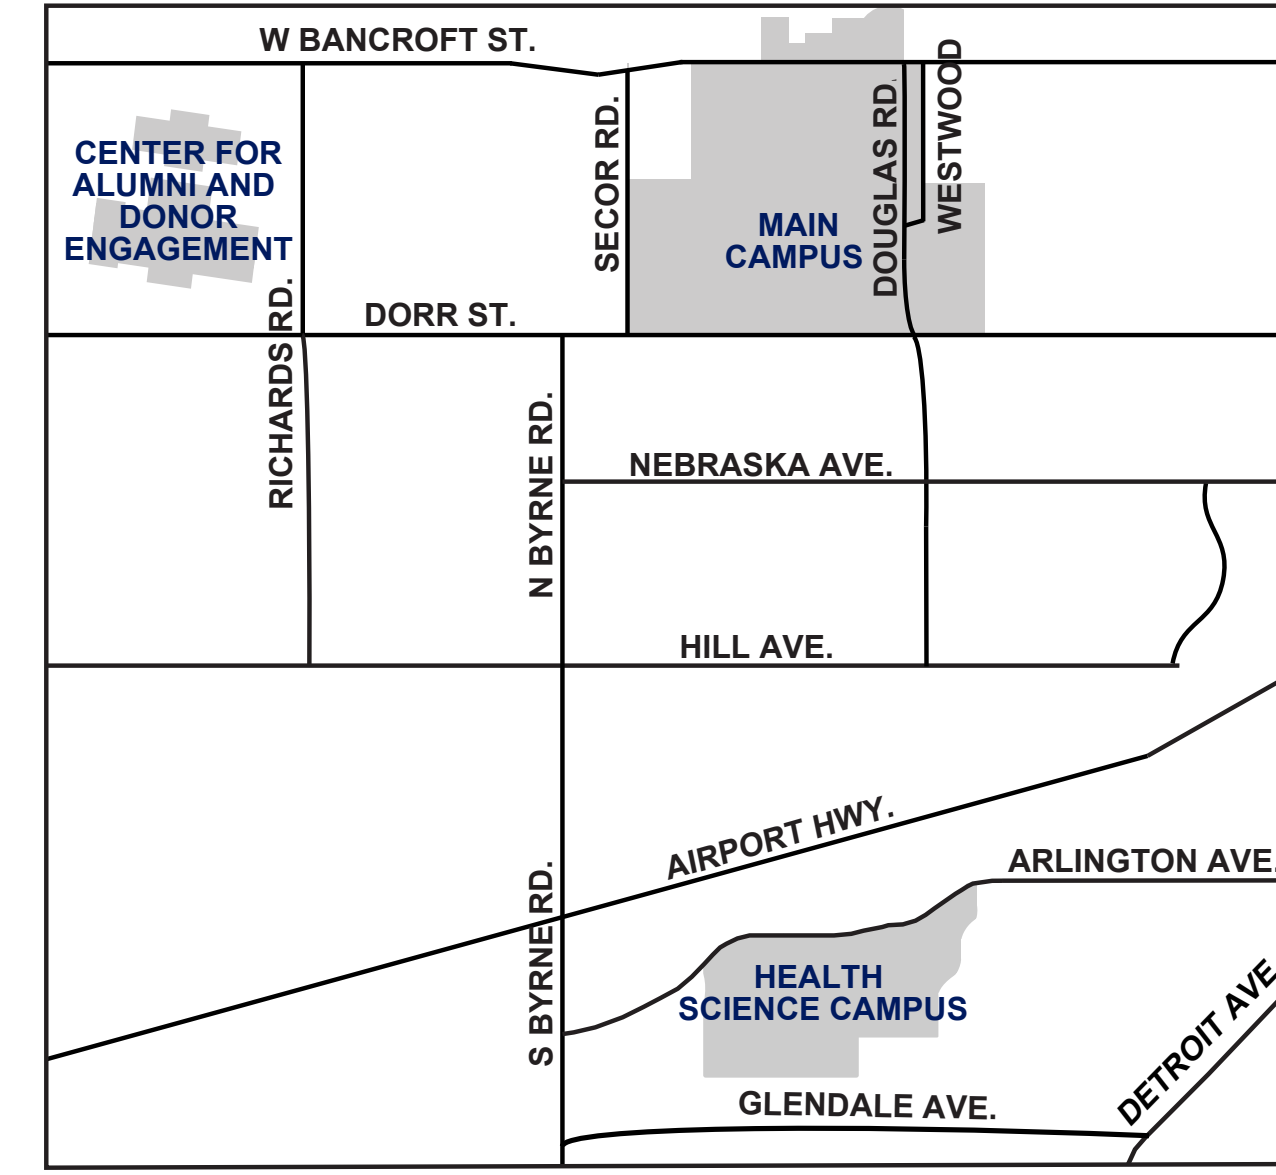 W BANCROFT ST.
WESTWOOD
DOUGLAS RD.
SECOR RD.
CENTER FOR
ALUMNI AND
DONOR
ENGAGEMENT
MAIN
CAMPUS
RICHARDS RD.
DORR ST.
N BYRNE RD.
NEBRASKA AVE.
HILL AVE.
AIRPORT HWY.
ARLINGTON AVE.
S BYRNE RD.
HEALTH
SCIENCE CAMPUS
DETROIT AVE
GLENDALE AVE.